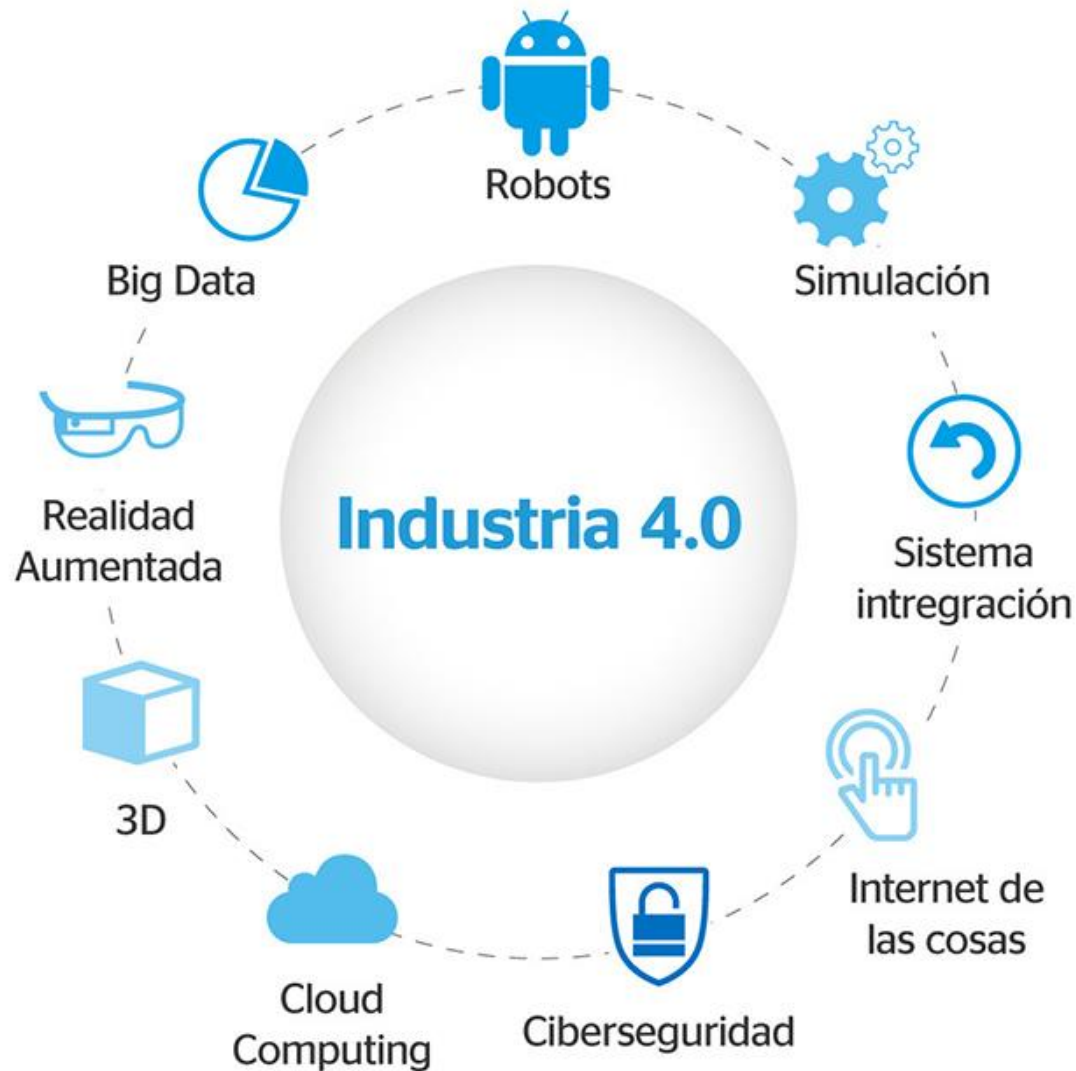 Robots
Simulación
Sistema
intregración
Internet de
las cosas
Ciberseguridad
Cloud
Computing
3D
Realidad
Aumentada
Big Data
Industria 4.0